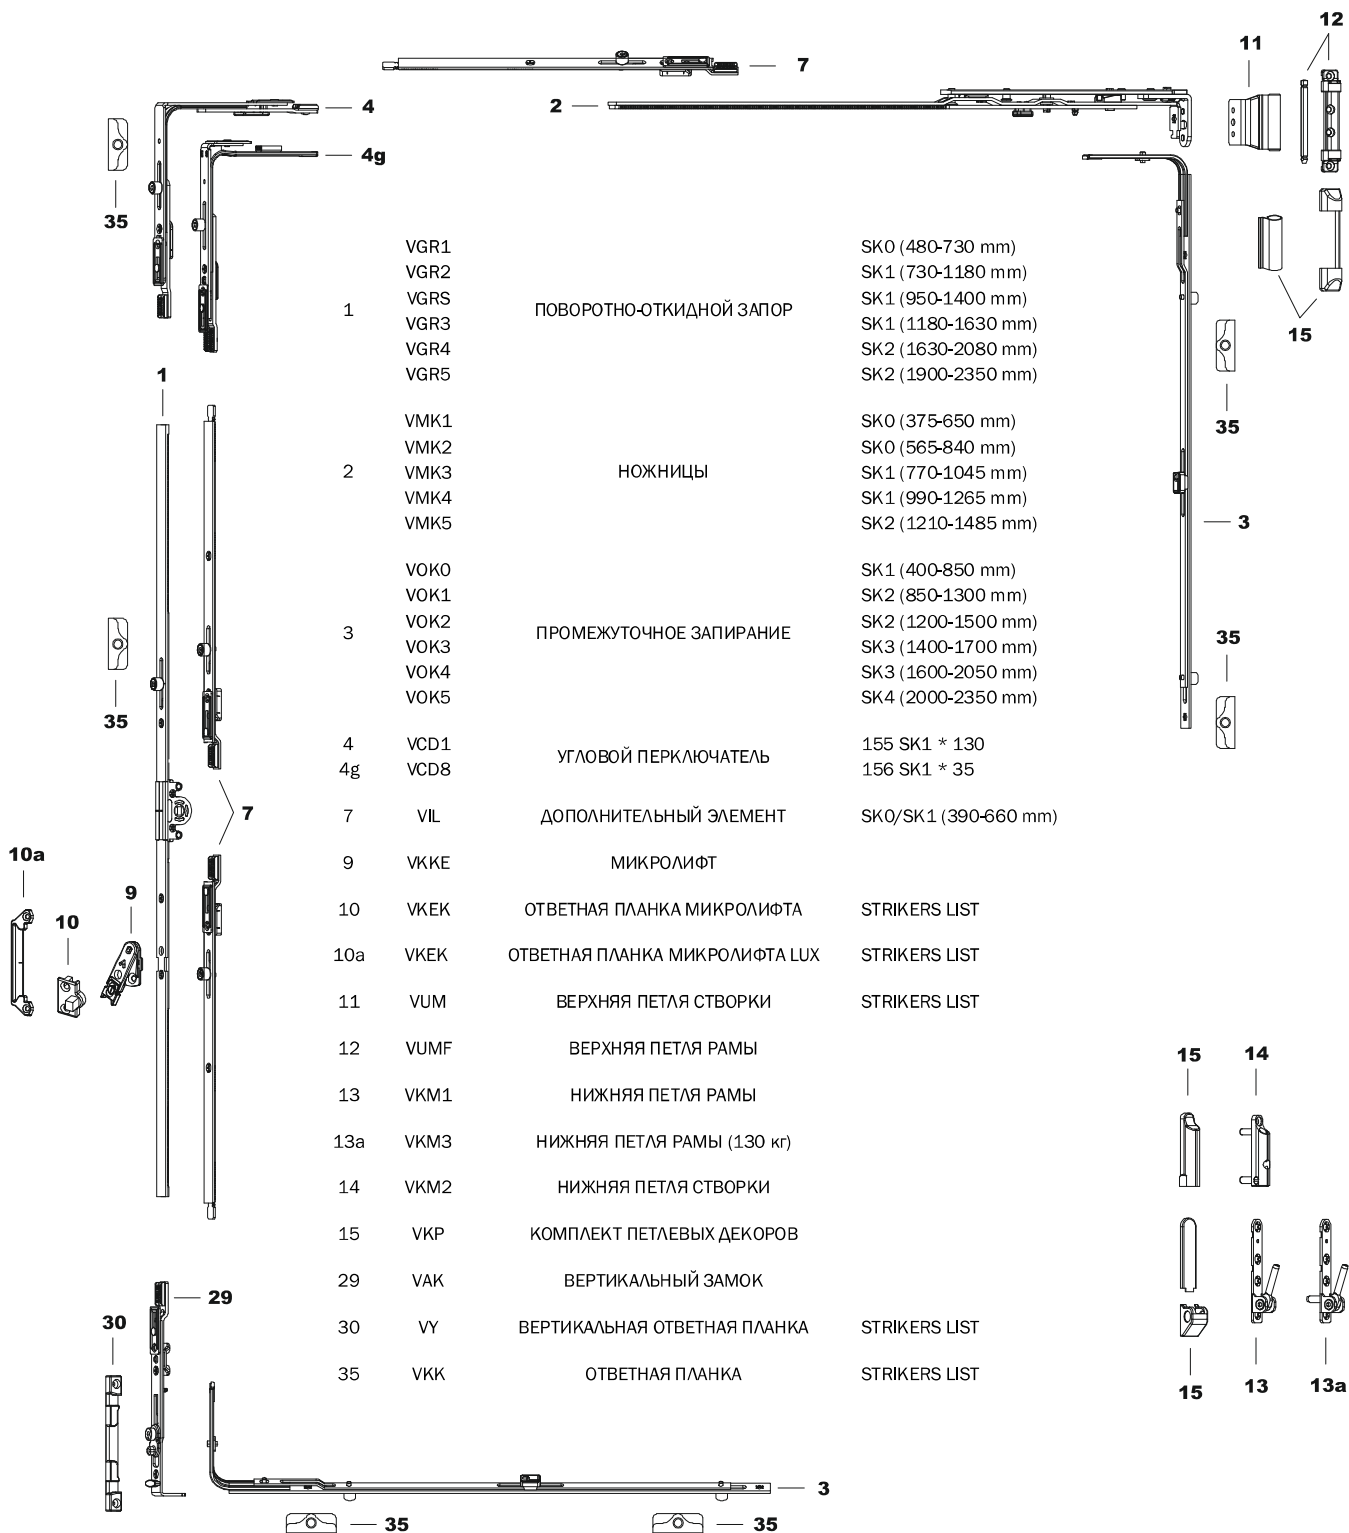 12
11
7
4
2
4g
35
VGR1 SK0 (480-730 mm)
VGR2 SK1 (730-1180 mm)
VGRS SK1 (950-1400 mm)
1 ПОВОРОТНО-ОТКИДНОЙ ЗАПОР
VGR3 SK1 (1180-1630 mm)
VGR4 SK2 (1630-2080 mm)
VGR5 SK2 (1900-2350 mm)
15
1
35
VMK1 SK0 (375-650 mm)
VMK2 SK0 (565-840 mm)
2 VMK3 НОЖНИЦЫ SK1 (770-1045 mm)
VMK4 SK1 (990-1265 mm)
VMK5 SK2 (1210-1485 mm)
3
VOK0 SK1 (400-850 mm)
VOK1 SK2 (850-1300 mm)
VOK2 SK2 (1200-1500 mm)
3 ПРОМЕЖУТОЧНОЕ ЗАПИРАНИЕ
VOK3 SK3 (1400-1700 mm)
VOK4 SK3 (1600-2050 mm)
VOK5 SK4 (2000-2350 mm)
35
35
4 VCD1 155 SK1 * 130
УГЛОВОЙ ПЕРКЛЮЧАТЕЛЬ
4g VCD8 156 SK1 * 35
7
7 VIL ДОПОЛНИТЕЛЬНЫЙ ЭЛЕМЕНТ SK0/SK1 (390-660 mm)
10a
9 VKKE МИКРОЛИФТ
9
10
10 VKEK ОТВЕТНАЯ ПЛАНКА МИКРОЛИФТА STRIKERS LIST
10a VKEK ОТВЕТНАЯ ПЛАНКА МИКРОЛИФТА LUX STRIKERS LIST
11 VUM ВЕРХНЯЯ ПЕТЛЯ СТВОРКИ STRIKERS LIST
12 VUMF ВЕРХНЯЯ ПЕТЛЯ РАМЫ
15 14
13 VKM1 НИЖНЯЯ ПЕТЛЯ РАМЫ
13a VKM3 НИЖНЯЯ ПЕТЛЯ РАМЫ (130 кг)
14 VKM2 НИЖНЯЯ ПЕТЛЯ СТВОРКИ
15 VKP КОМПЛЕКТ ПЕТЛЕВЫХ ДЕКОРОВ
29 VAK ВЕРТИКАЛЬНЫЙ ЗАМОК
29
30
30 VY ВЕРТИКАЛЬНАЯ ОТВЕТНАЯ ПЛАНКА STRIKERS LIST
35 VKK ОТВЕТНАЯ ПЛАНКА STRIKERS LIST
15 13 13a
3
35 35